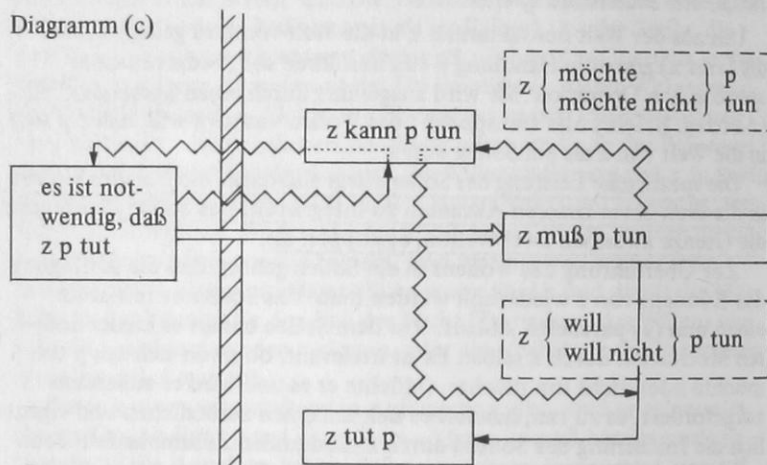 Diagramm (c)
z { möchte } p
möchte nicht tun
z kann p tun
es ist not-
wendig, daß
z p tut
z muß p tun
z { will } p tun
will nicht
z tut p